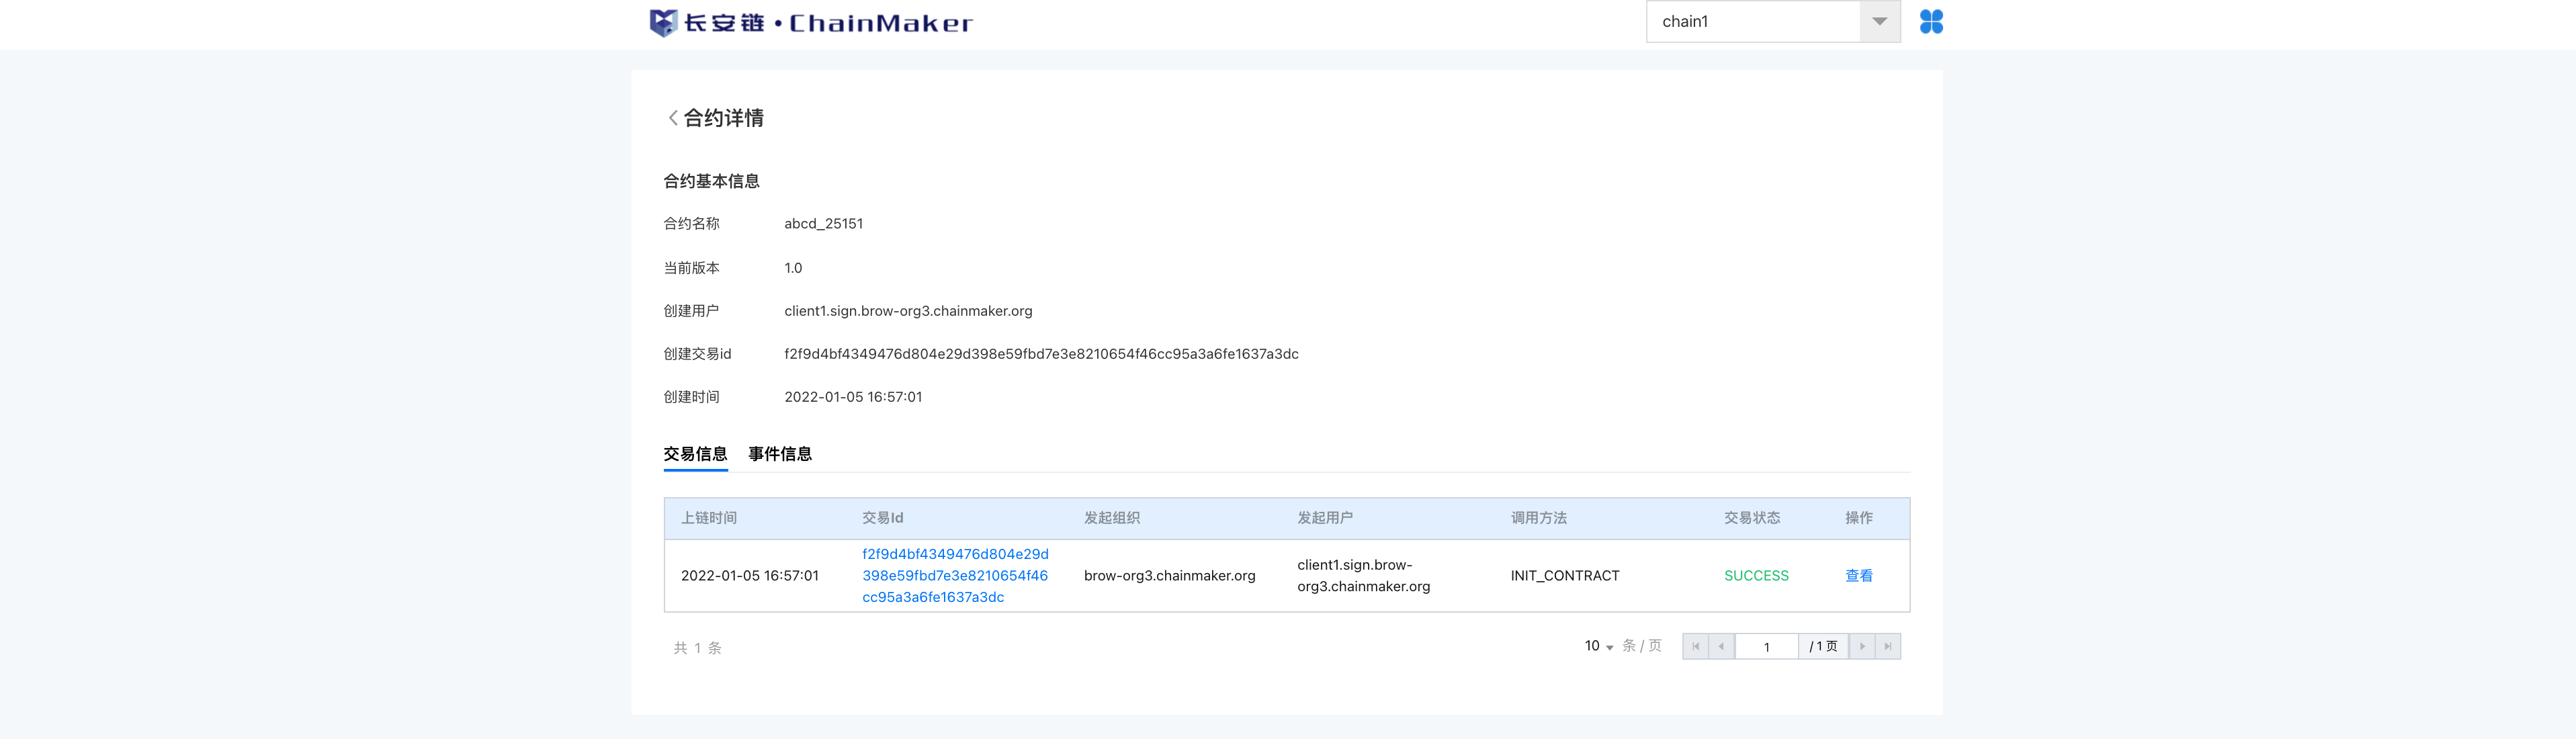 长安链·ChainMaker
chain1
合约详情
合约基本信息
合约名称 abcd_25151
当前版本 1.0
创建用户 client1.sign.brow-org3.chainmaker.org
创建交易id f2f9d4bf4349476d804e29d398e59fbd7e3e8210654f46cc95a3a6fe1637a3dc
创建时间 2022-01-05 16:57:01
交易信息 事件信息
上链时间 交易Id 发起组织 发起用户 调用方法 交易状态 操作
2022-01-05 16:57:01
f2f9d4bf4349476d804e29d
398e59fbd7e3e8210654f46
cc95a3a6fe1637a3dc
brow-org3.chainmaker.org
client1.sign.brow-
org3.chainmaker.org
INIT_CONTRACT
SUCCESS
查看
共 1 条
10 条 / 页
1 / 1 页